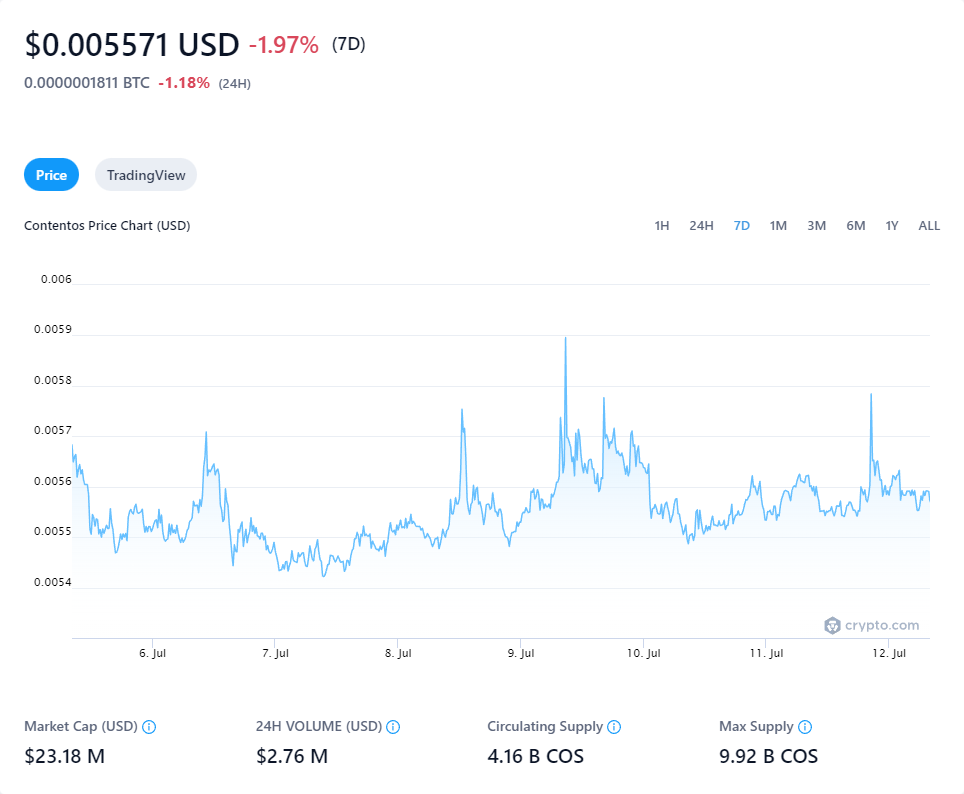 $0.005571 USD -1.97% (7D)
0.0000001811 BTC -1.18% (24H)
Price TradingView
Contentos Price Chart (USD) 1H 24H 7D 1M 3M 6M 1Y ALL
0.006
0.0059
0.0058
0.0057
0.0056
0.0055
0.0054
crypto.com
6. Jul 7. Jul 8. Jul 9. Jul 10. Jul 11. Jul 12. Jul
Market Cap (USD) 24H VOLUME (USD) Circulating Supply Max Supply
$23.18 M $2.76 M 4.16 B COS 9.92 B COS